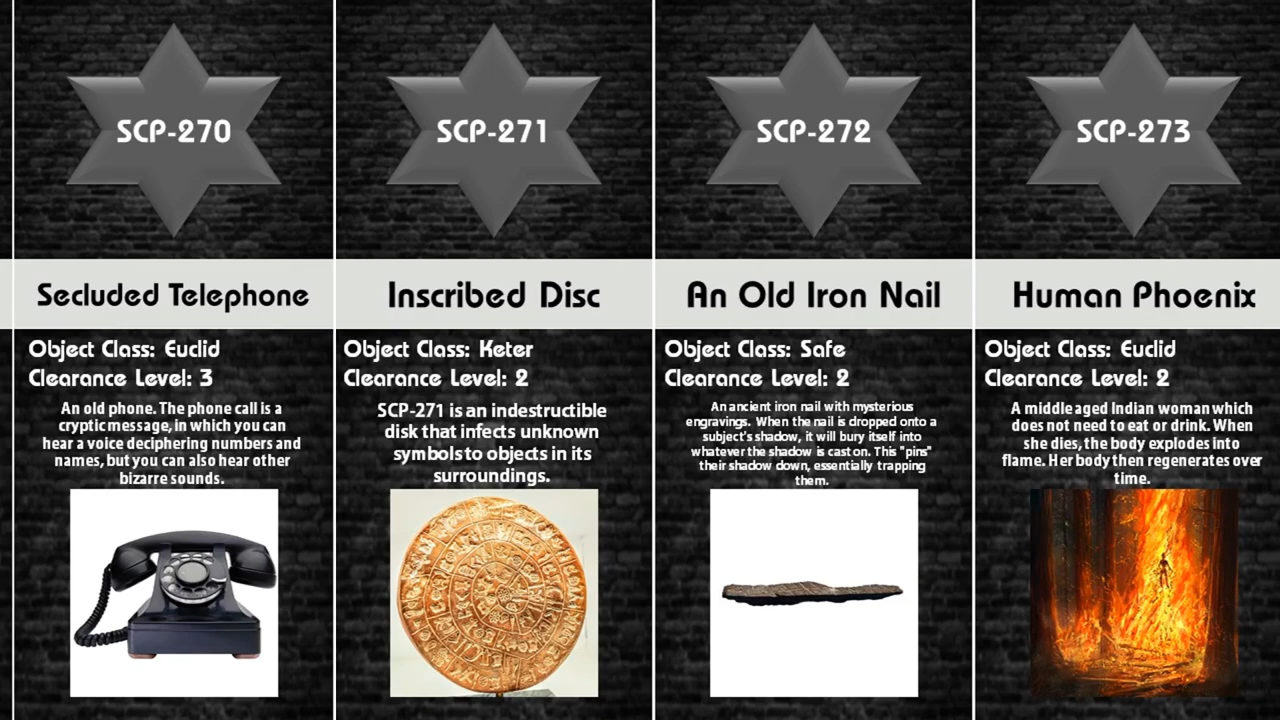 SCP-270
Secluded Telephone
Object Class: Euclid
Clearance Level: 3
An old phone. The phone call is a
cryptic message, in which you can
hear a voice deciphering numbers and
names, but you can also hear other
bizarre sounds.
SCP-271
Inscribed Disc
Object Class: Keter
Clearance Level: 2
SCP-271 is an indestructible
disk that infects unknown
symbols to objects in its
surroundings.
SCP-272
An Old Iron Nail
Object Class: Safe
Clearance Level: 2
An ancient iron nail with mysterious
engravings. When the nail is dropped onto a
subject's shadow, it will bury itself into
whatever the shadow is cast on. This "pins"
their shadow down, essentially trapping
them.
SCP-273
Human Phoenix
Object Class: Euclid
Clearance Level: 2
A middle aged Indian woman which
does not need to eat or drink. When
she dies, the body explodes into
flame. Her body then regenerates over
time.